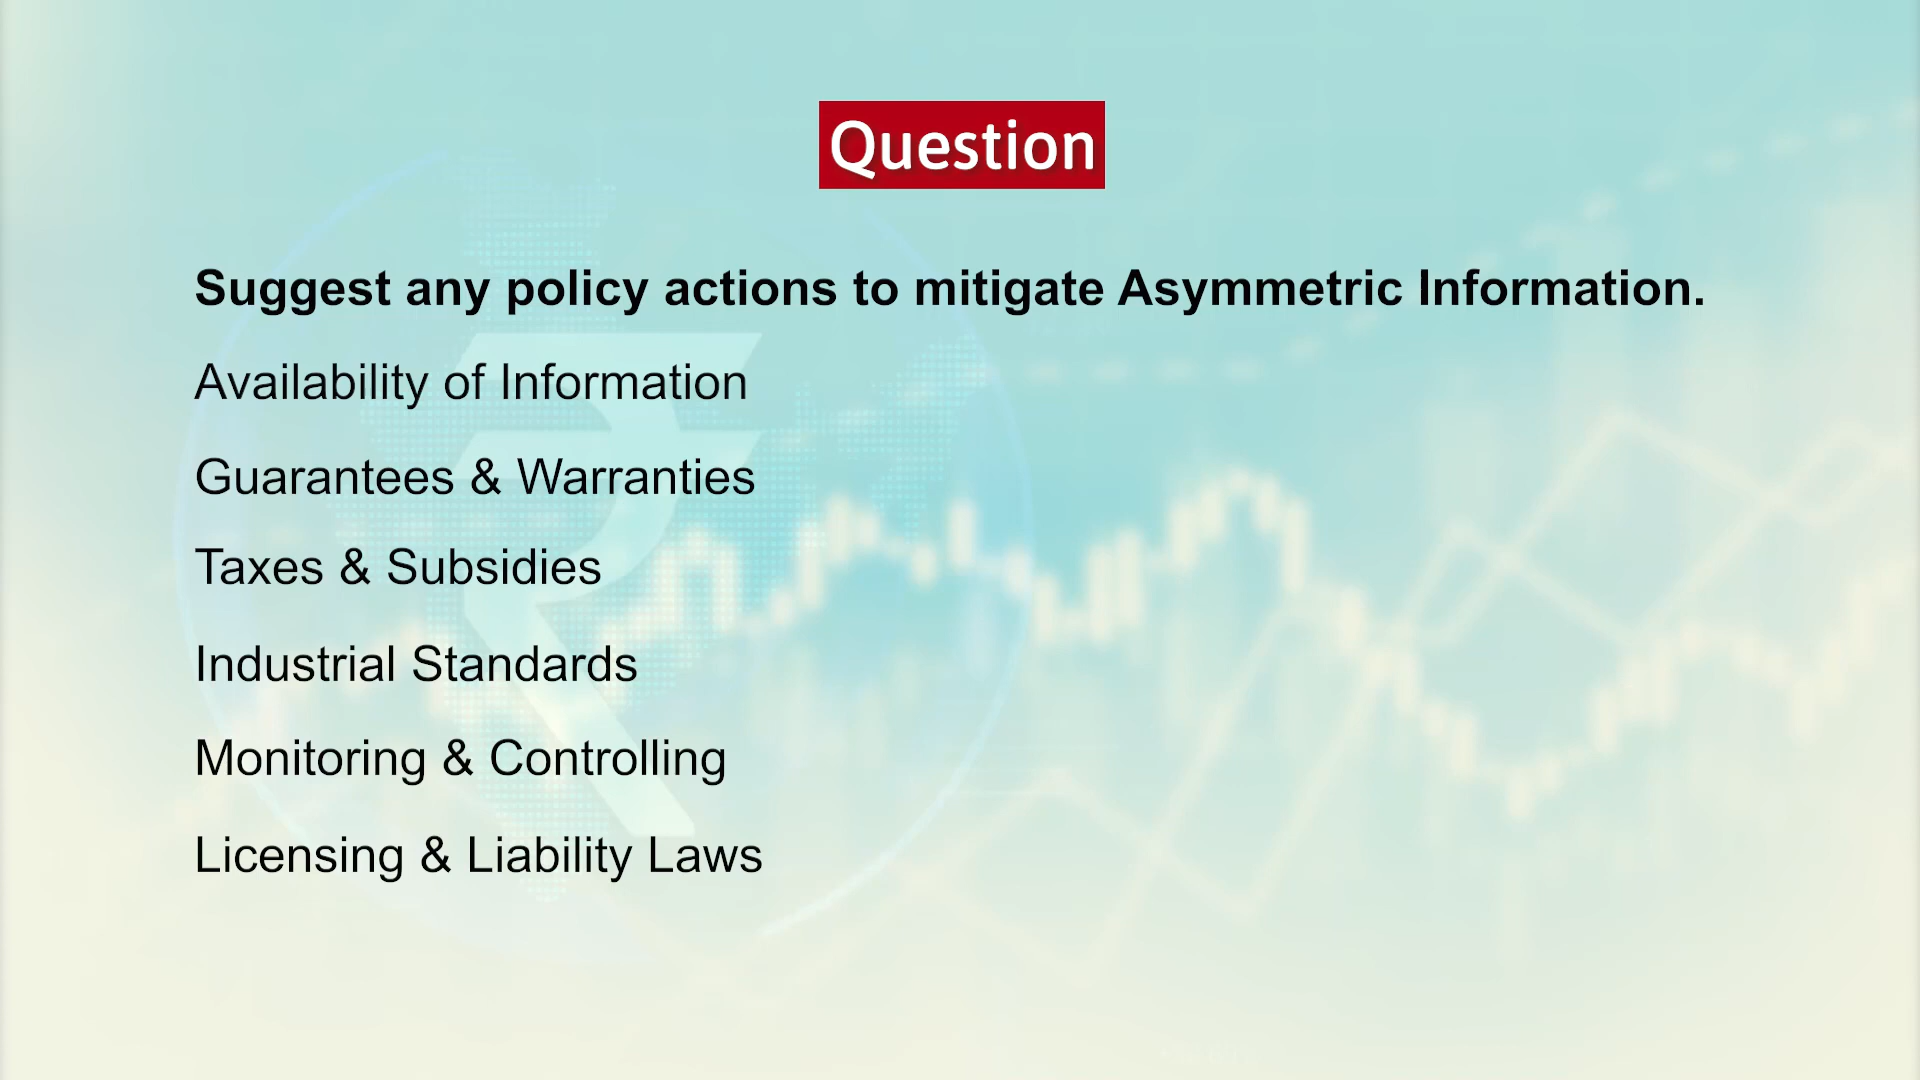 Question
Suggest any policy actions to mitigate Asymmetric Information.
Availability of Information
Guarantees & Warranties
Taxes & Subsidies
Industrial Standards
Monitoring & Controlling
Licensing & Liability Laws